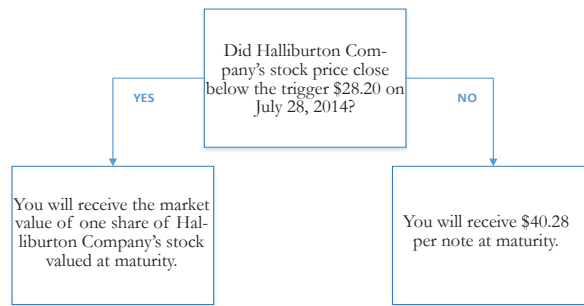 Did Halliburton Com-
pany's stock price close
below the trigger $28.20 on
July 28, 2014?
YES
NO
You will receive the market
value of one share of Hal-
liburton Company's stock
valued at maturity.
You will receive $40.28
per note at maturity.